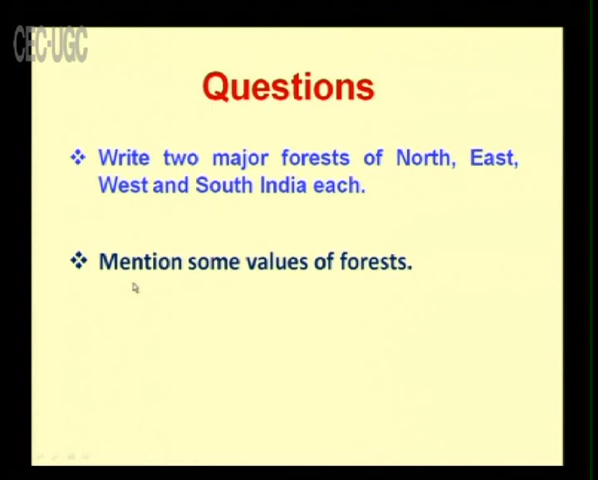 CEC-UGC
Questions
Write two major forests of North, East,
West and South India each.
Mention some values of forests.